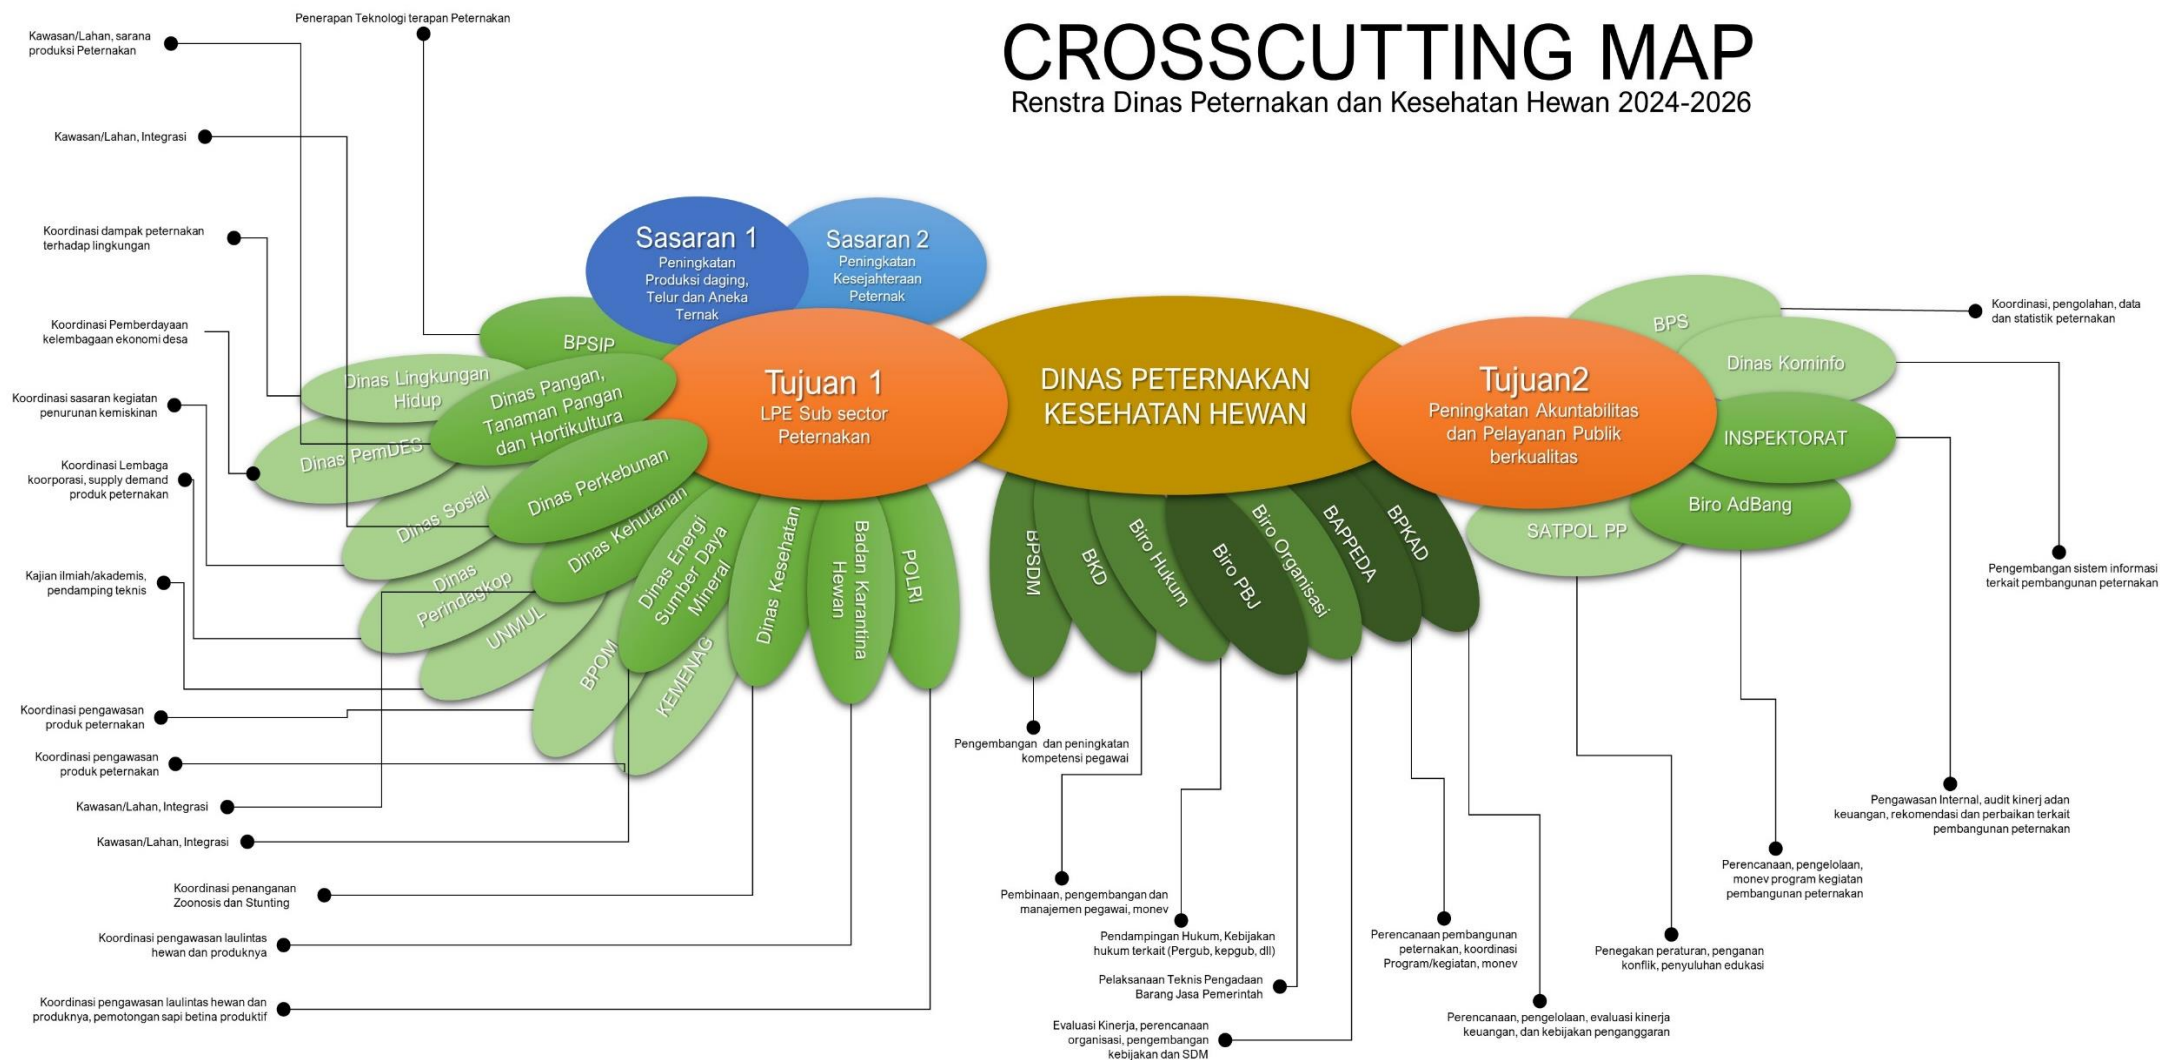 CROSSCUTTING MAP
Renstra Dinas Peternakan dan Kesehatan Hewan 2024-2026
Penerapan Teknologi terapan Peternakan
Kawasan/Lahan, sarana
produksi Peternakan
Kawasan/Lahan, Integrasi
Koordinasi dampak peternakan
terhadap lingkungan
Koordinasi Pemberdayaan
kelembagaan ekonomi desa
Koordinasi sasaran kegiatan
penurunan kemiskinan
Koordinasi Lembaga
koorporasi, supply demand
produk peternakan
Kajian ilmiah/akademis,
pendamping teknis
Koordinasi pengawasan
produk peternakan
Koordinasi pengawasan
produk peternakan
Kawasan/Lahan, Integrasi
Kawasan/Lahan, Integrasi
Koordinasi penanganan
Zoonosis dan Stunting
Koordinasi pengawasan laulintas
hewan dan produknya
Koordinasi pengawasan laulintas hewan dan
produknya, pemotongan sapi betina produktif
Sasaran 1
Peningkatan
Produksi daging,
Telur dan Aneka
Ternak
Sasaran 2
Peningkatan
Kesejahteraan
Peternak
Tujuan 1
LPE Sub sector
Peternakan
DINAS PETERNAKAN
KESEHATAN HEWAN
Tujuan2
Peningkatan Akuntabilitas
dan Pelayanan Publik
berkualitas
BPSIP
Dinas Lingkungan
Hidup
Dinas Pangan,
Tanaman Pangan
dan Hortikultura
Dinas PemDES
Dinas Perkebunan
Dinas Sosial
Dinas Kehutanan
Dinas
Perindagkop
UNMUL
BPOM
Dinas Energi
Sumber Daya
Mineral
KEMENAG
Dinas Kesehatan
Badan Karantina
Hewan
POLRI
BPSDM
BKD
Biro Hukum
Biro PBJ
Biro Organisasi
BAPPEDA
BPKAD
BPS
Dinas Kominfo
INSPEKTORAT
Biro AdBang
SATPOL PP
Koordinasi, pengolahan, data
dan statistik peternakan
Pengembangan sistem informasi
terkait pembangunan peternakan
Pengawasan Internal, audit kinerj adan
keuangan, rekomendasi dan perbaikan terkait
pembangunan peternakan
Perencanaan, pengelolaan,
monev program kegiatan
pembangunan peternakan
Penegakan peraturan, penganan
konflik, penyuluhan edukasi
Pengembangan dan peningkatan
kompetensi pegawai
Pembinaan, pengembangan dan
manajemen pegawai, monev
Pendampingan Hukum, Kebijakan
hukum terkait (Pergub, kepgub, dll)
Pelaksanaan Teknis Pengadaan
Barang Jasa Pemerintah
Evaluasi Kinerja, perencanaan
organisasi, pengembangan
kebijakan dan SDM
Perencanaan pembangunan
peternakan, koordinasi
Program/kegiatan, monev
Perencanaan, pengelolaan, evaluasi kinerja
keuangan, dan kebijakan penganggaran